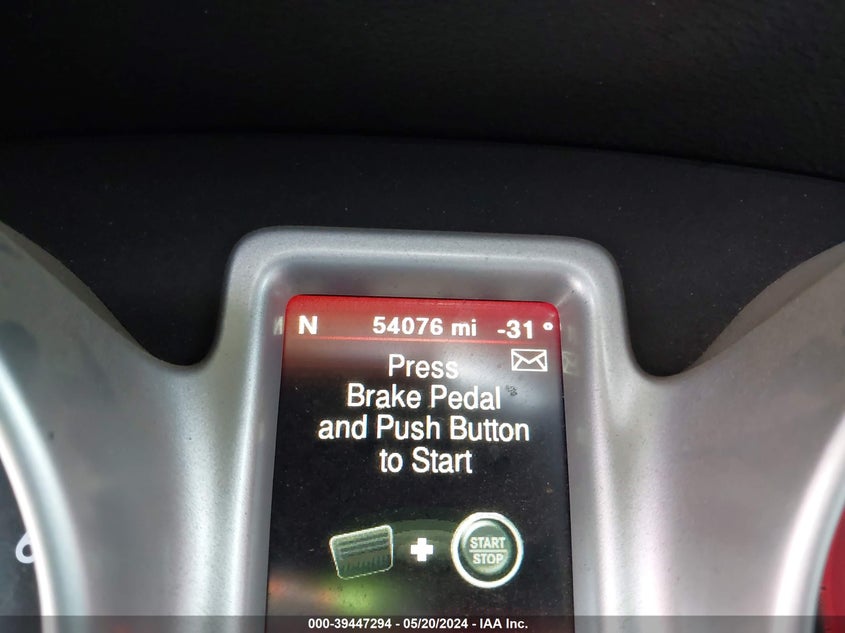 N 54076 mi -31°
Press
Brake Pedal
and Push Button
to Start
START
STOP
6
000-39447294 - 05/20/2024 - IAA Inc.